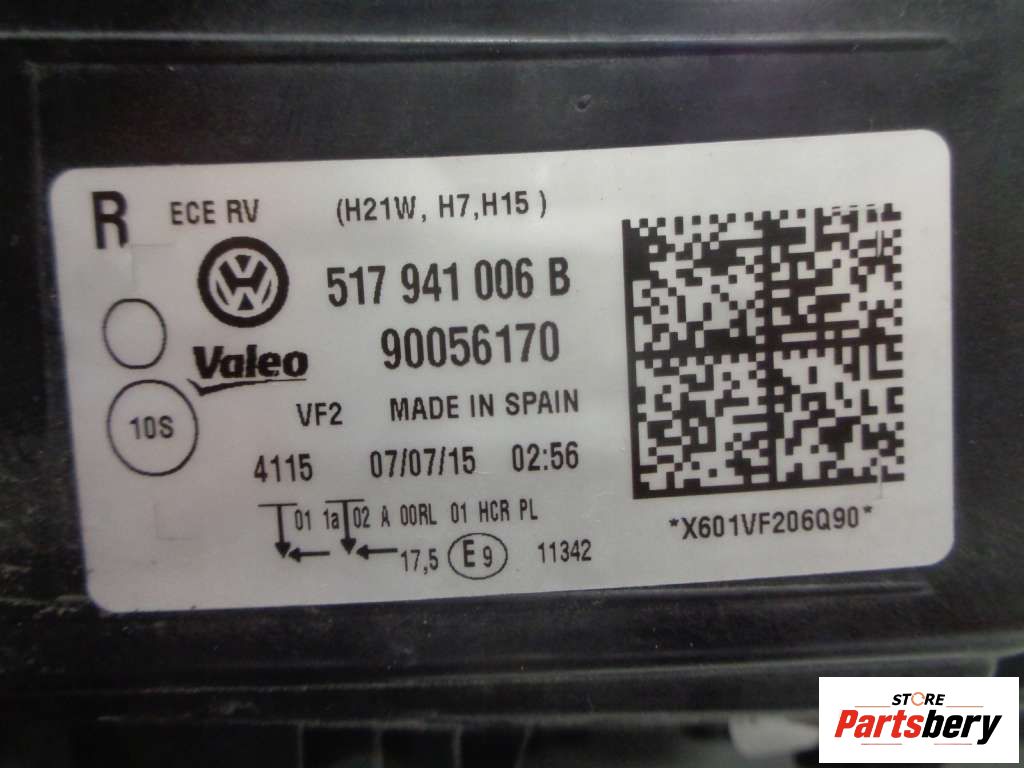 R ECE RV (H21W, H7,H15 )
517 941 006 B
Valeo 90056170
10S
VF2 MADE IN SPAIN
4115 07/07/15 02:56
01 1a 02 A 00RL 01 HCR PL
17,5 E9 11342
*X601VF206Q90*
STORE
Partsbery